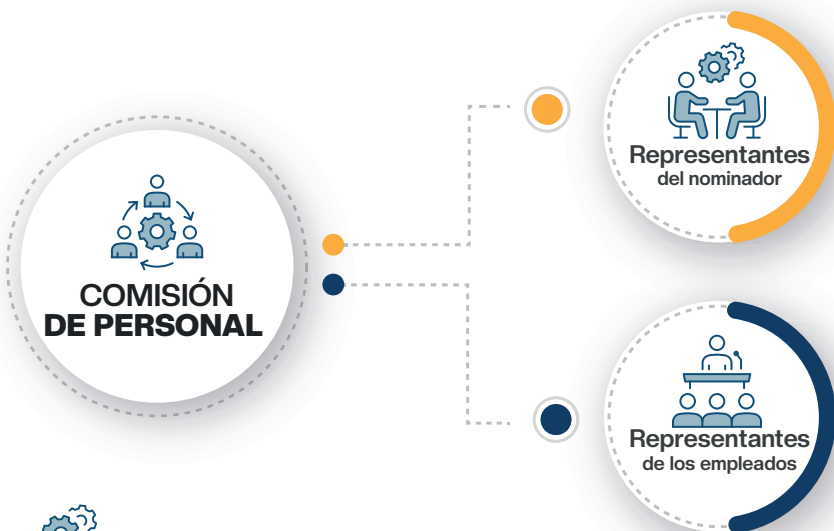 COMISIÓN
DE PERSONAL
Representantes
del nominador
Representantes
de los empleados